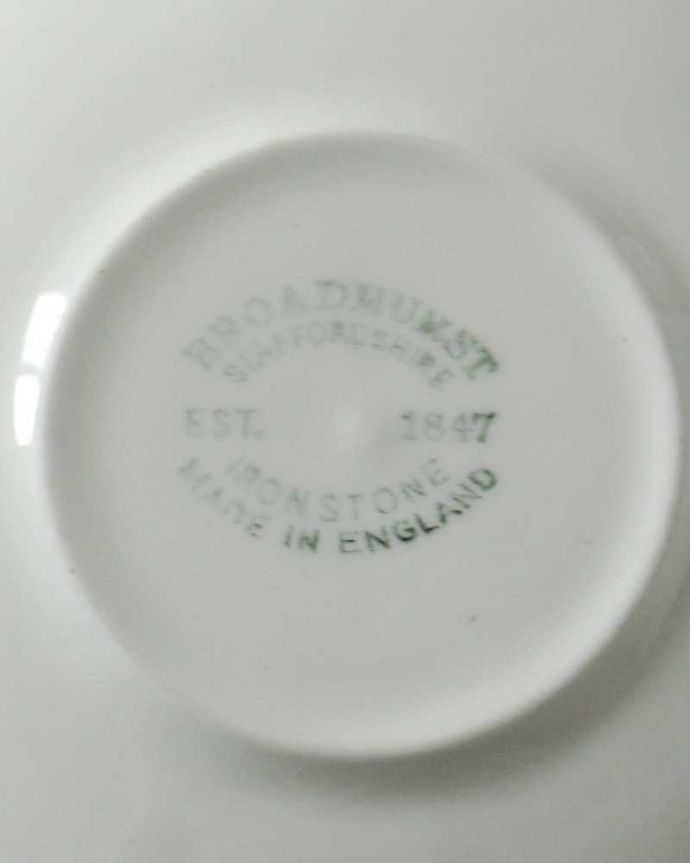 BROADHURST
STAFFORDSHIRE
EST. 1847
IRONSTONE
MADE IN ENGLAND